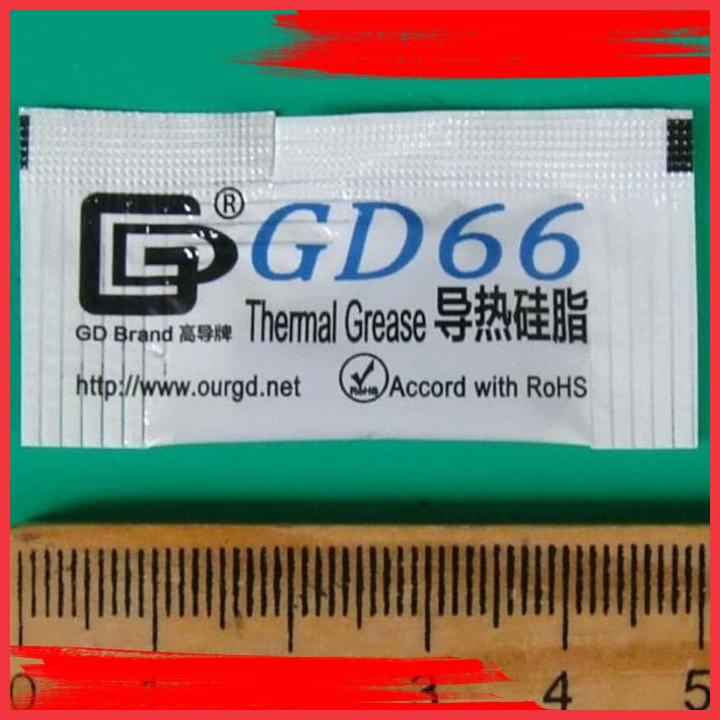 ®
GD66
GD Brand 高导牌
Thermal Grease 导热硅脂
http://www.ourgd.net
RoHS
Accord with RoHS
0 3 4 5